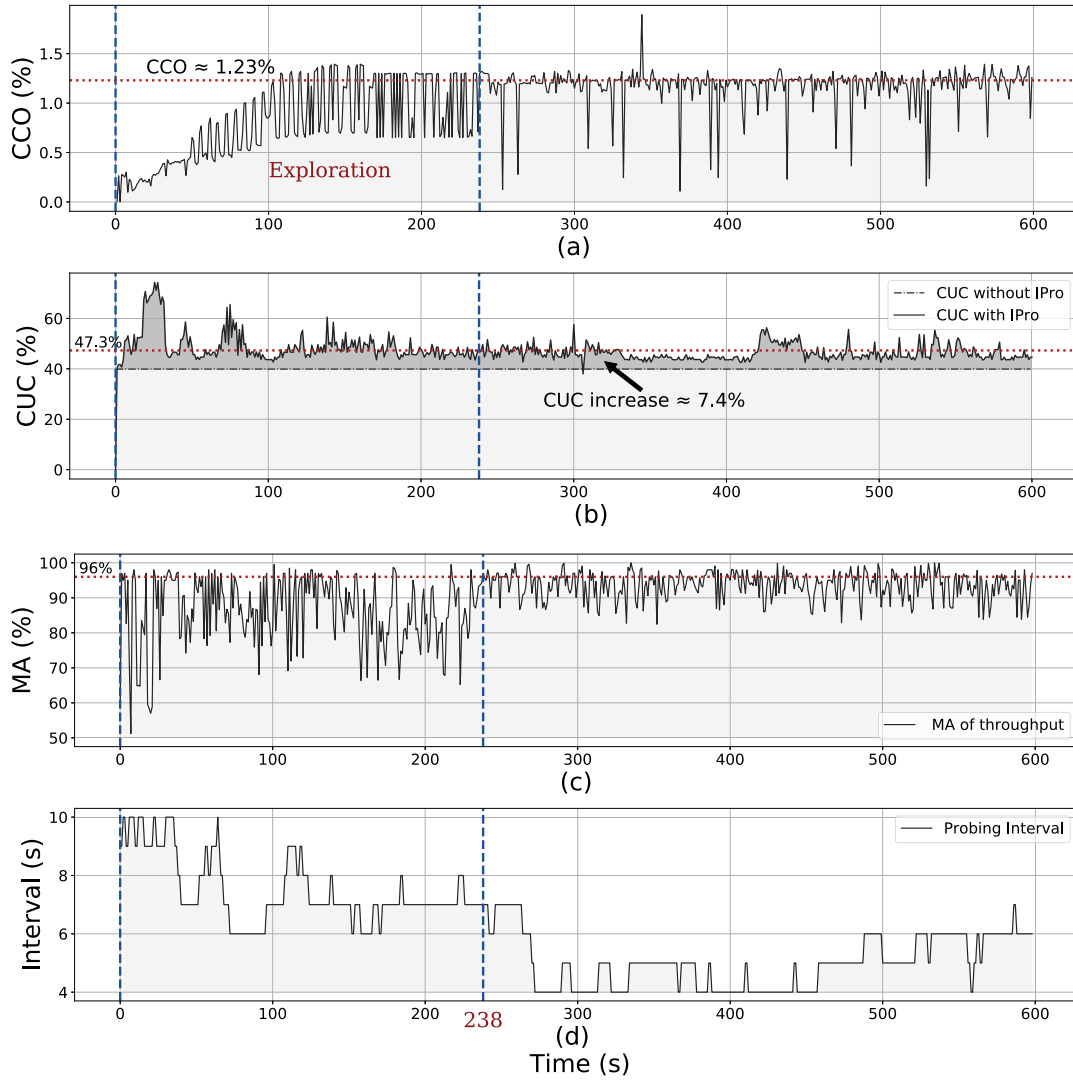 CCO (%)
1.5
1.0
0.5
0.0
CCO ≈ 1.23%
Exploration
0 100 200 300 400 500 600
(a)
CUC (%)
60
40
20
0
47.3%
CUC without IPro
CUC with IPro
CUC increase ≈ 7.4%
0 100 200 300 400 500 600
(b)
MA (%)
100
90
80
70
60
50
96%
MA of throughput
0 100 200 300 400 500 600
(c)
Interval (s)
10
8
6
4
Probing Interval
0 100 200 300 400 500 600
238
(d)
Time (s)